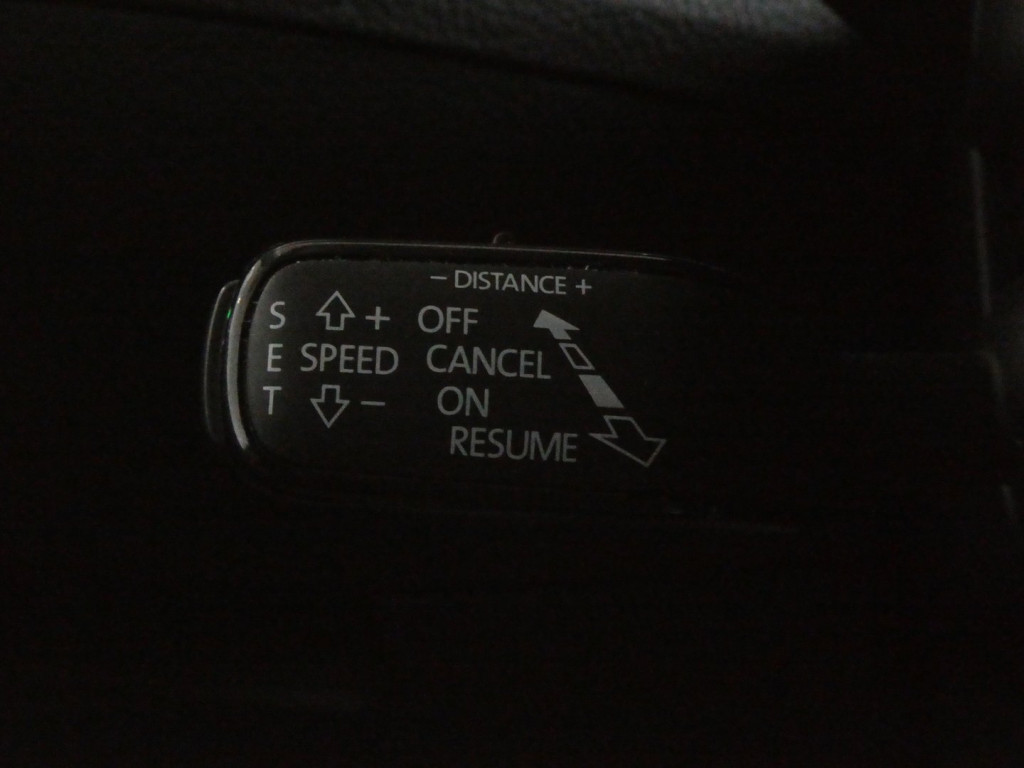 - DISTANCE +
S + OFF
E SPEED CANCEL
T - ON
RESUME